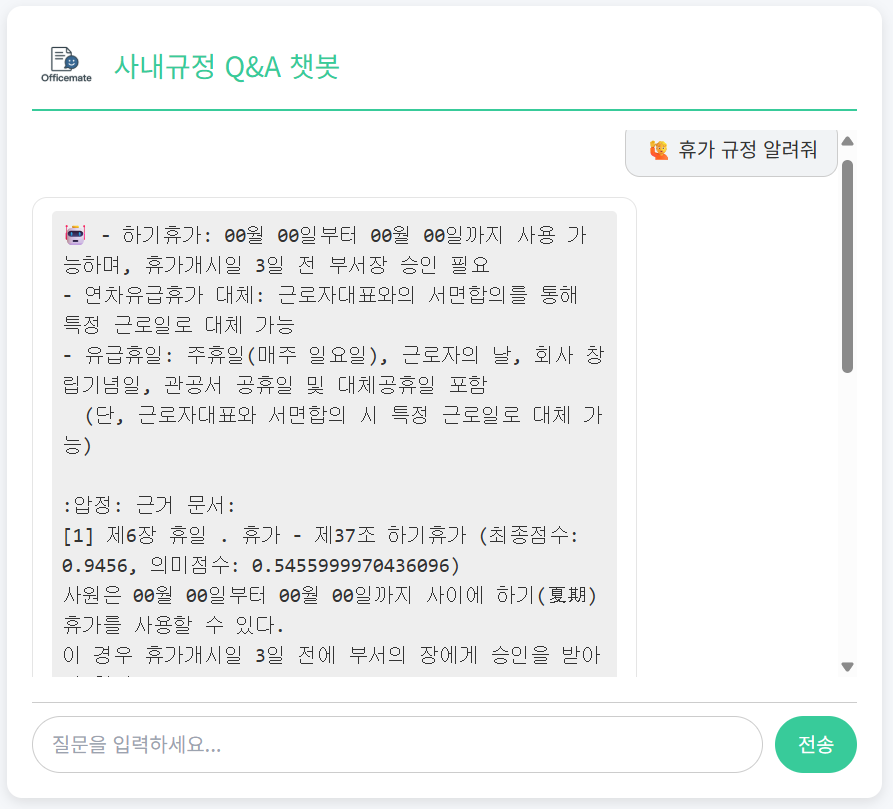 Officemate
사내규정 Q&A 챗봇
🙋 휴가 규정 알려줘
🤖 - 하기휴가: 00월 00일부터 00월 00일까지 사용 가
능하며, 휴가개시일 3일 전 부서장 승인 필요
- 연차유급휴가 대체: 근로자대표와의 서면합의를 통해
특정 근로일로 대체 가능
- 유급휴일: 주휴일(매주 일요일), 근로자의 날, 회사 창
립기념일, 관공서 공휴일 및 대체공휴일 포함
(단, 근로자대표와 서면합의 시 특정 근로일로 대체 가
능)
:압정: 근거 문서:
[1] 제6장 휴일 . 휴가 - 제37조 하기휴가 (최종점수:
0.9456, 의미점수: 0.5455999970436096)
사원은 00월 00일부터 00월 00일까지 사이에 하기(夏期)
휴가를 사용할 수 있다.
이 경우 휴가개시일 3일 전에 부서의 장에게 승인을 받아
질문을 입력하세요...
전송